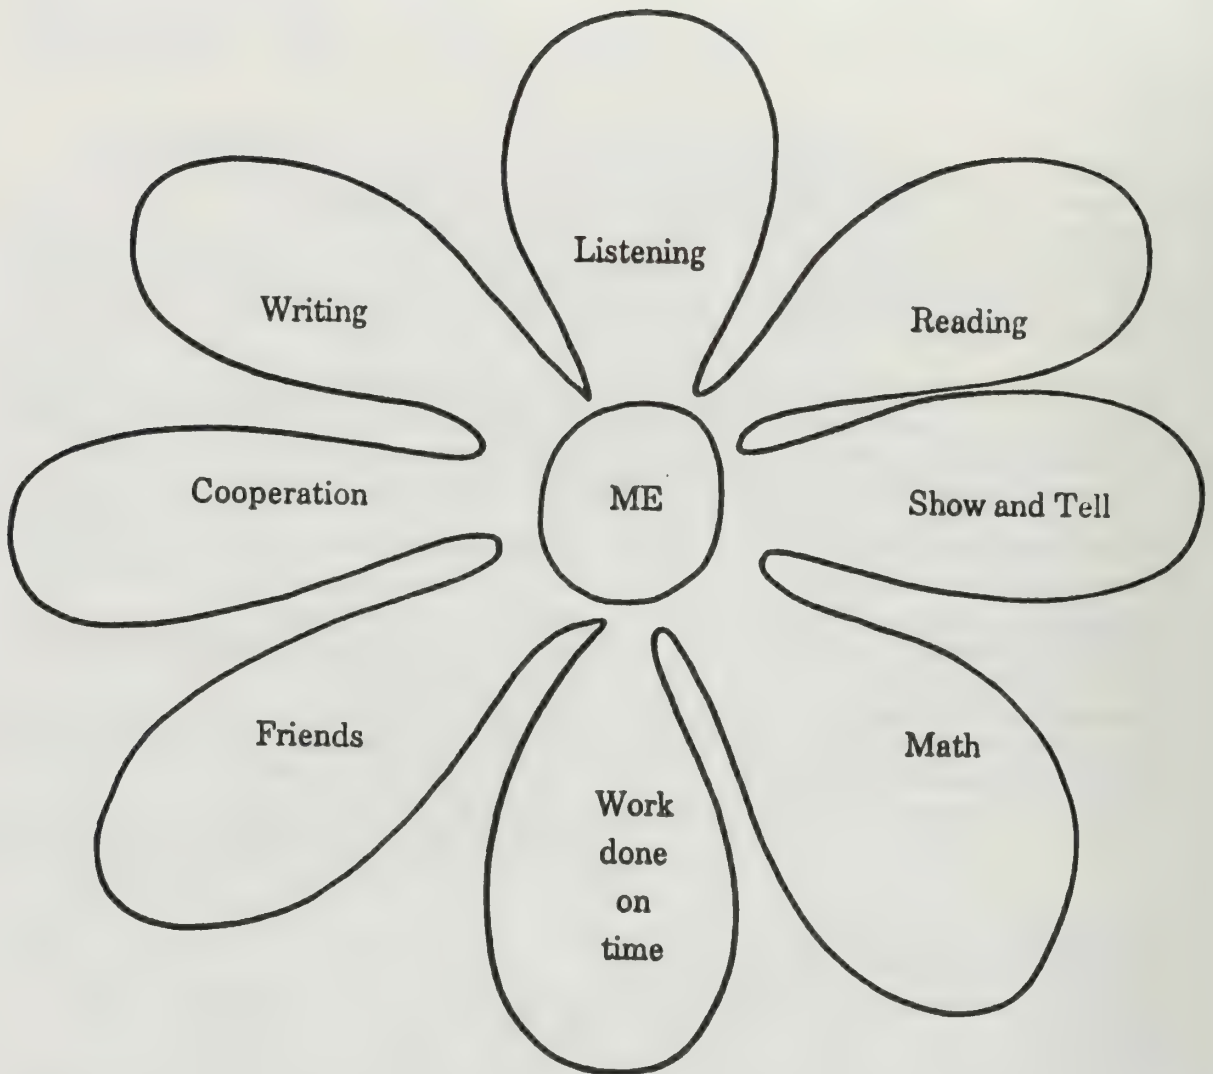 Listening
Writing
Reading
Cooperation
ME
Show and Tell
Friends
Math
Work
done
on
time